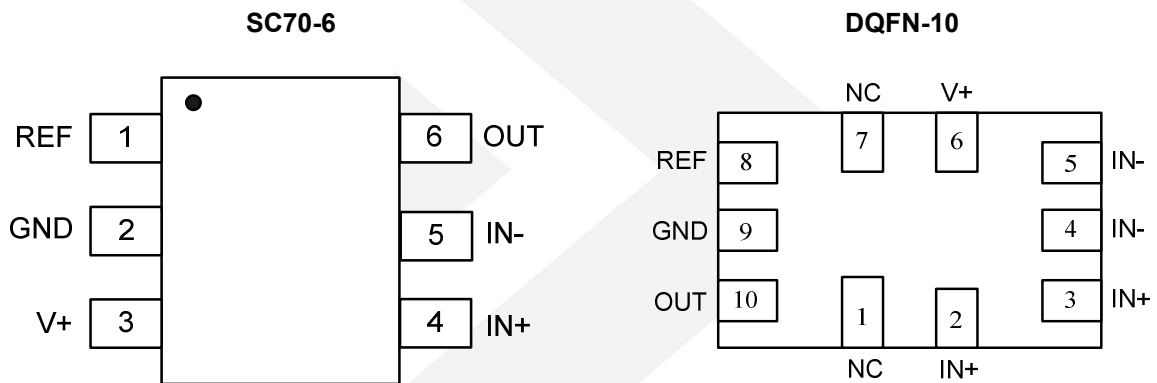 SC70-6
DQFN-10
REF 1 6 OUT
GND 2 5 IN-
V+ 3 4 IN+
NC V+
7 6
REF 8 5 IN-
GND 9 4 IN-
OUT 10 3 IN+
1 2
NC IN+